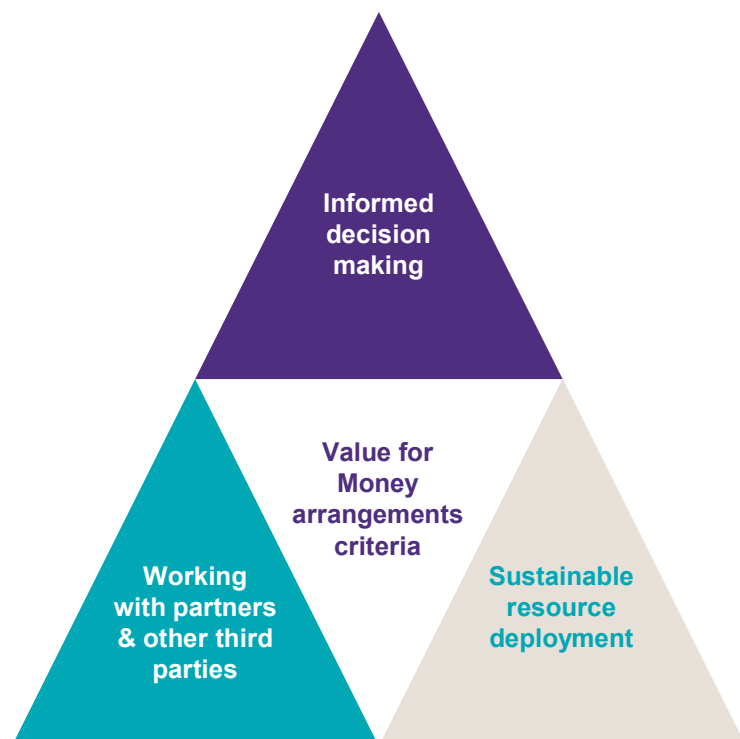 Informed
decision
making
Value for
Money
arrangements
criteria
Working
with partners
& other third
parties
Sustainable
resource
deployment